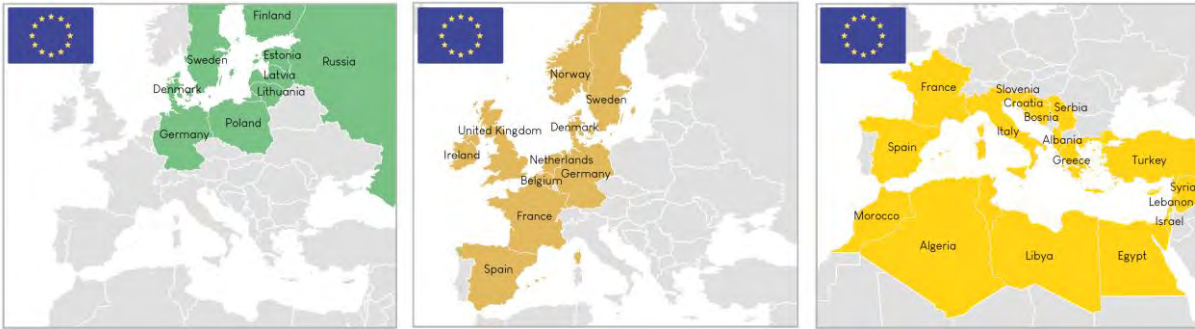 Finland
Sweden
Estonia
Russia
Latvia
Denmark
Lithuania
Germany
Poland
Norway
Sweden
United Kingdom
Denmark
Ireland
Netherlands
Germany
Belgium
France
Spain
France
Slovenia
Croatia
Serbia
Bosnia
Italy
Albania
Spain
Greece
Turkey
Syria
Lebanon
Morocco
Israel
Algeria
Libya
Egypt